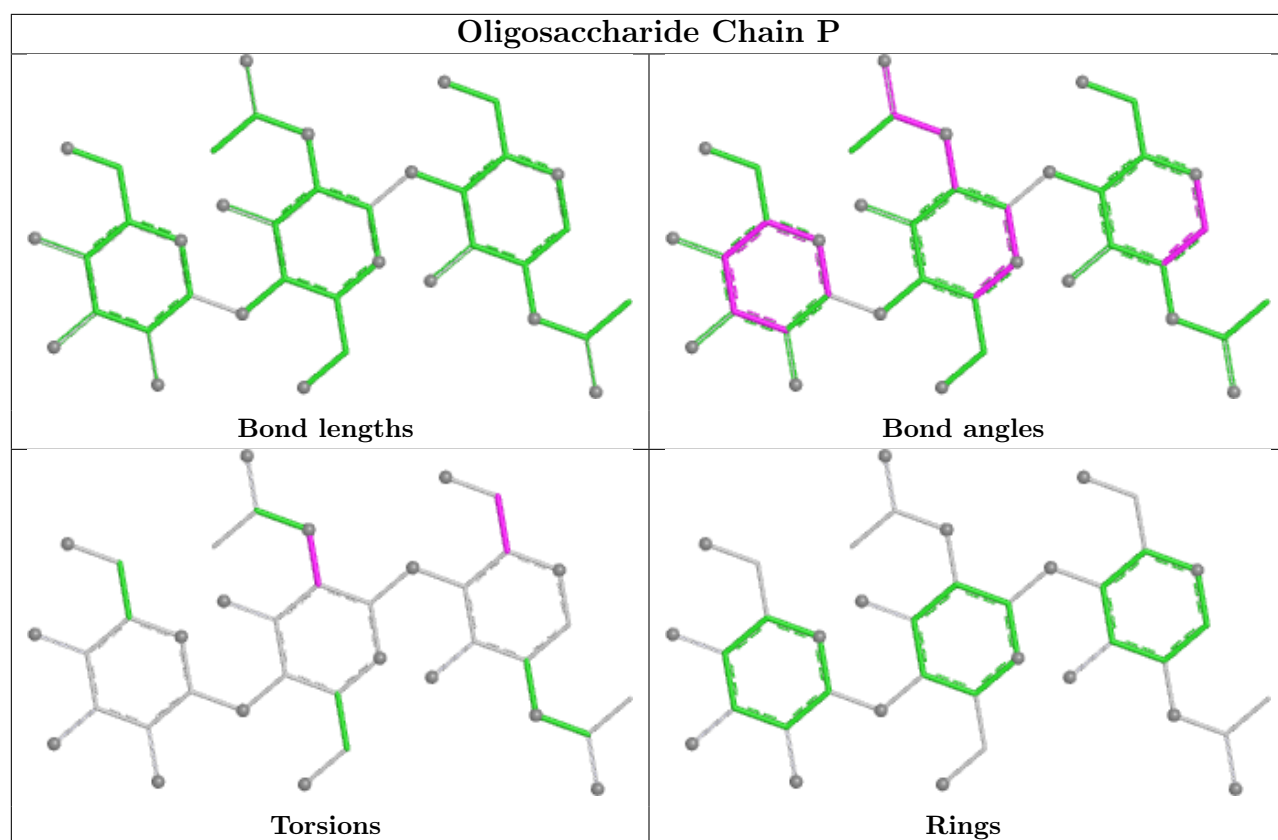 Oligosaccharide Chain P
Bond lengths
Bond angles
Torsions
Rings